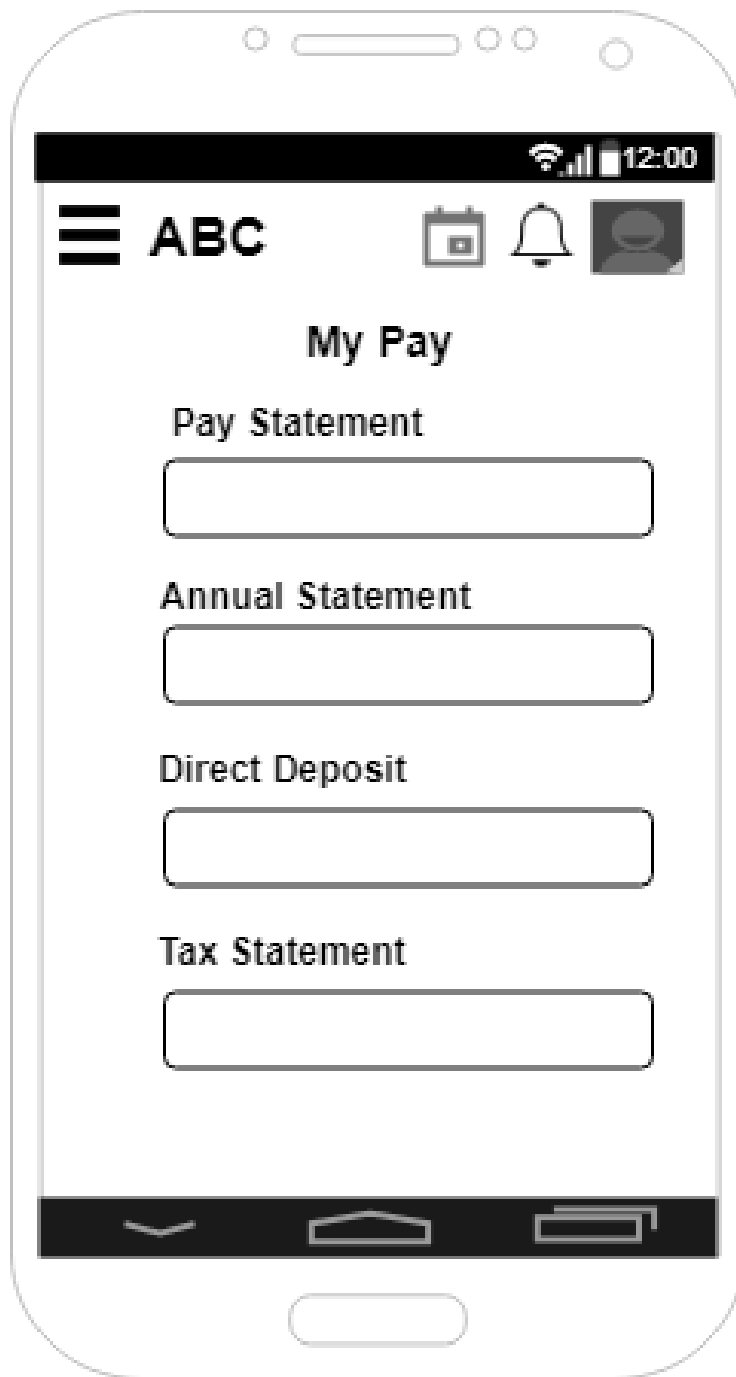 12:00
ABC
My Pay
Pay Statement
Annual Statement
Direct Deposit
Tax Statement